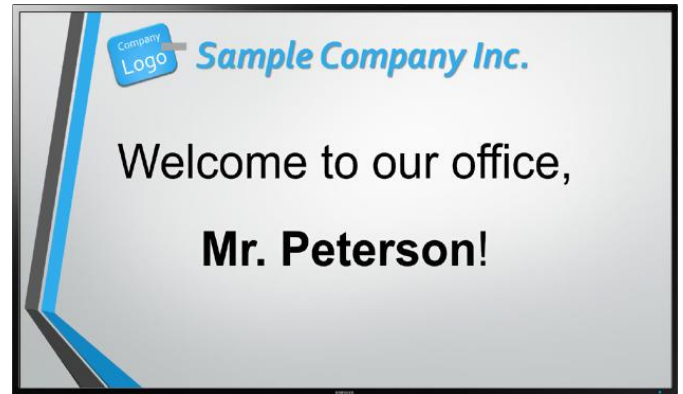 Company
Logo
Sample Company Inc.
Welcome to our office,
Mr. Peterson!